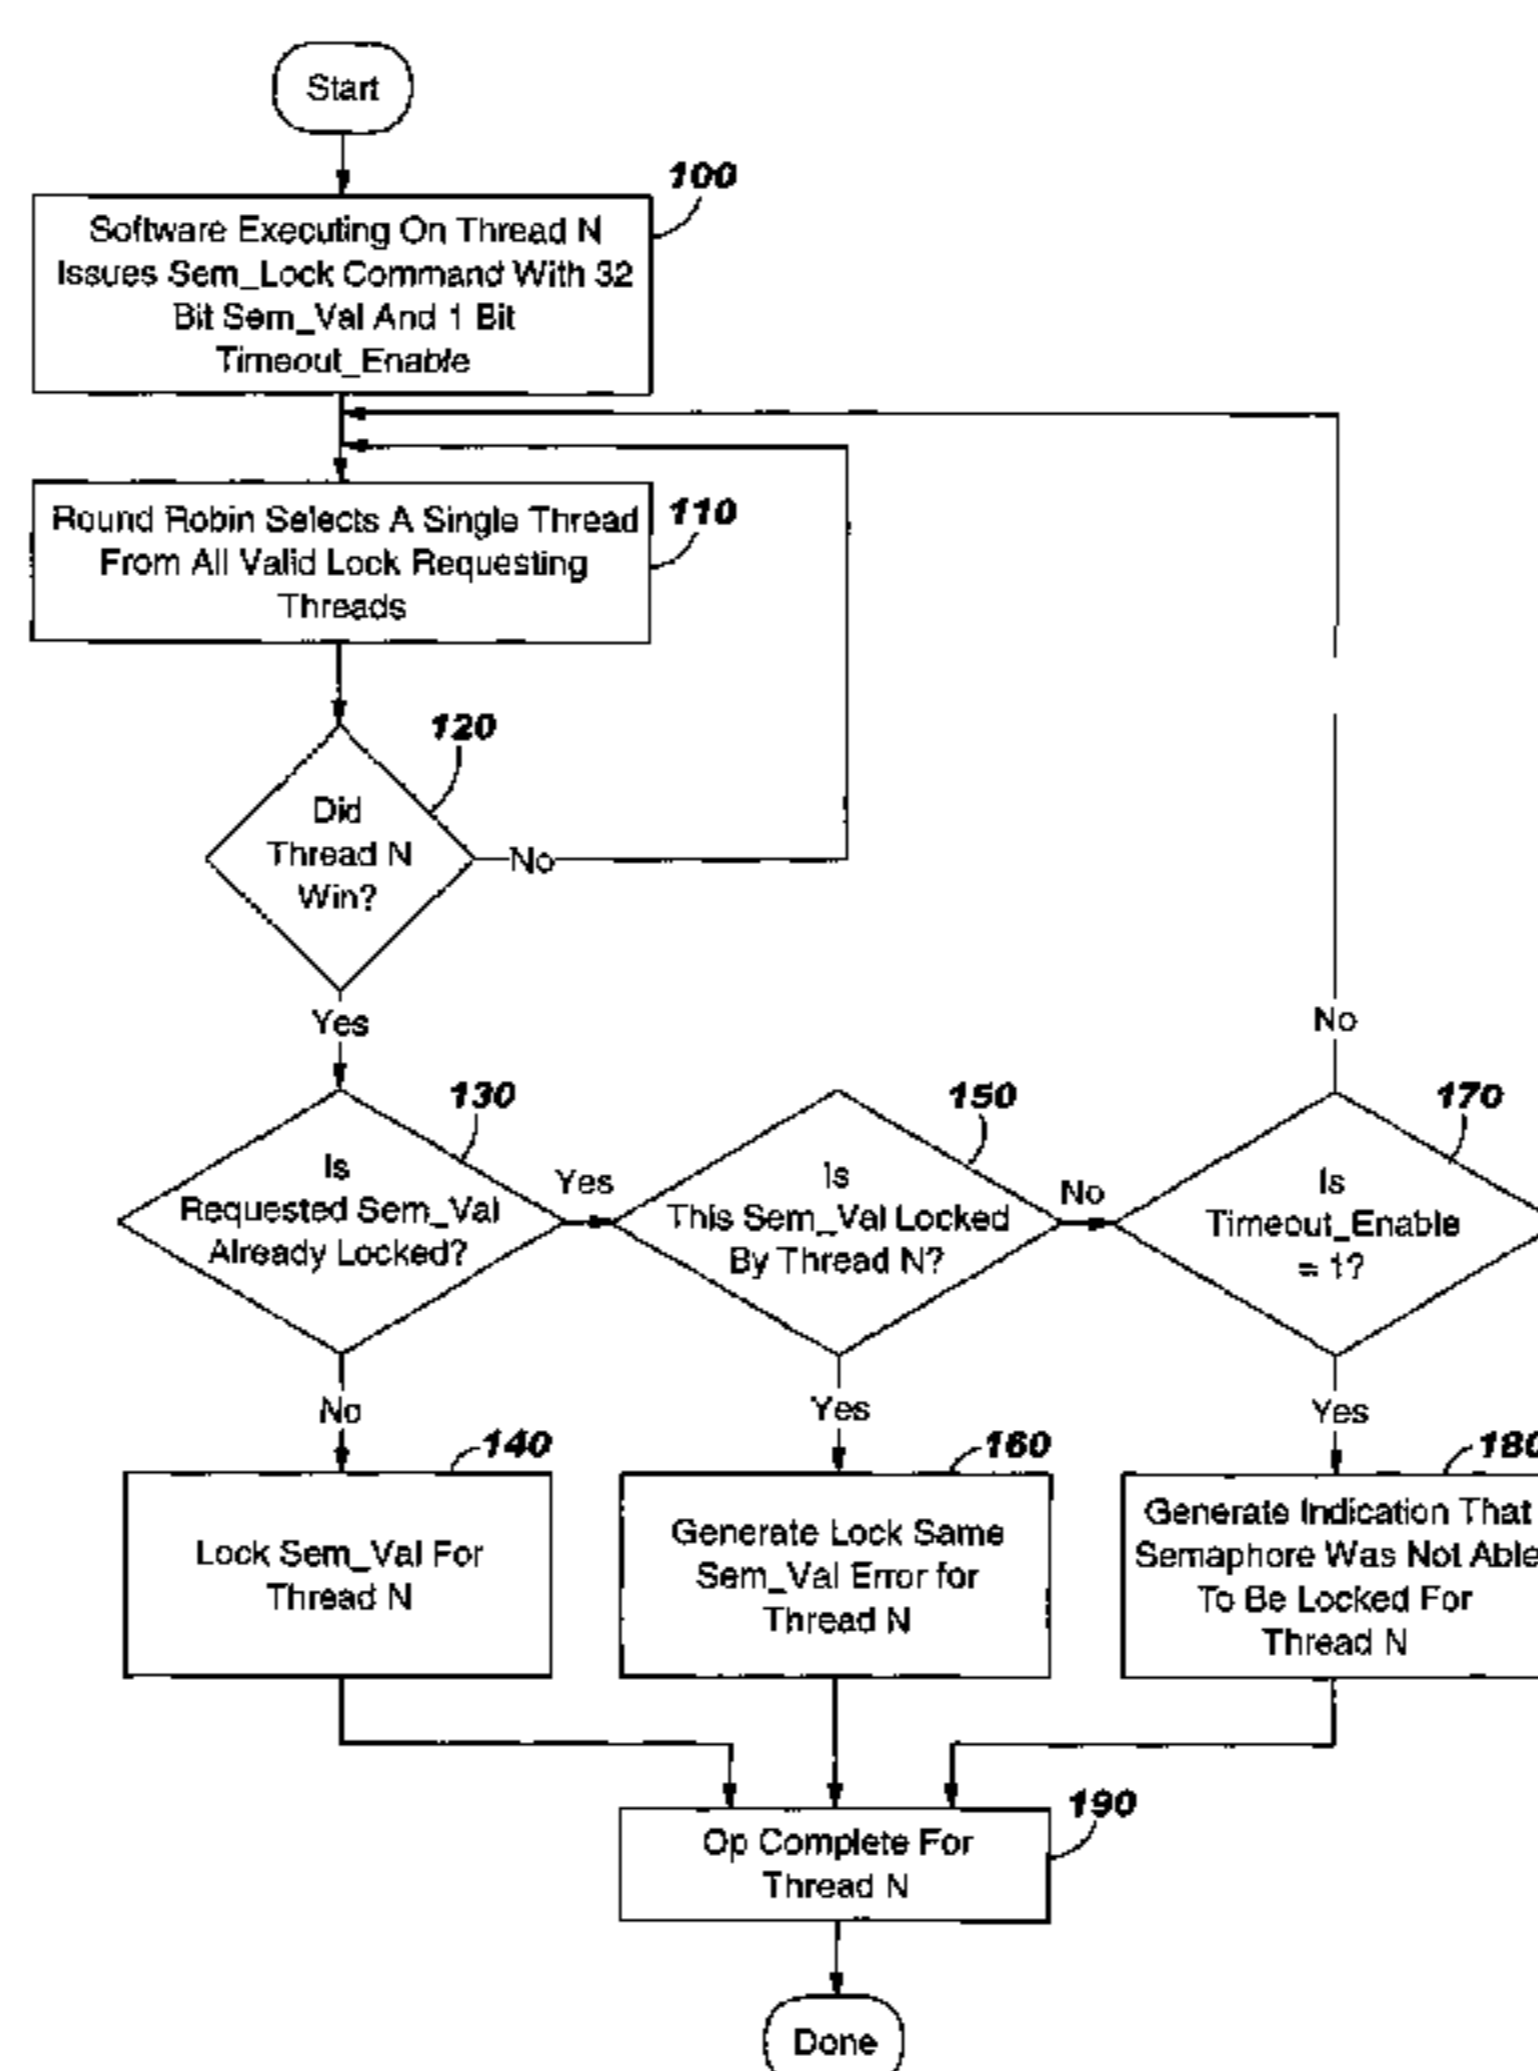 Start
100
Software Executing On Thread N
Issues Sem_Lock Command With 32
Bit Sem_Val And 1 Bit
Timeout_Enable
Round Robin Selects A Single Thread
From All Valid Lock Requesting
Threads
110
120
Did
Thread N
Win?
No
Yes
No
130
Is
Requested Sem_Val
Already Locked?
Yes
150
Is
This Sem_Val Locked
By Thread N?
No
170
Is
Timeout_Enable
= 1?
No
Yes
Yes
140
Lock Sem_Val For
Thread N
160
Generate Lock Same
Sem_Val Error for
Thread N
180
Generate Indication That
Semaphore Was Not Able
To Be Locked For
Thread N
190
Op Complete For
Thread N
Done